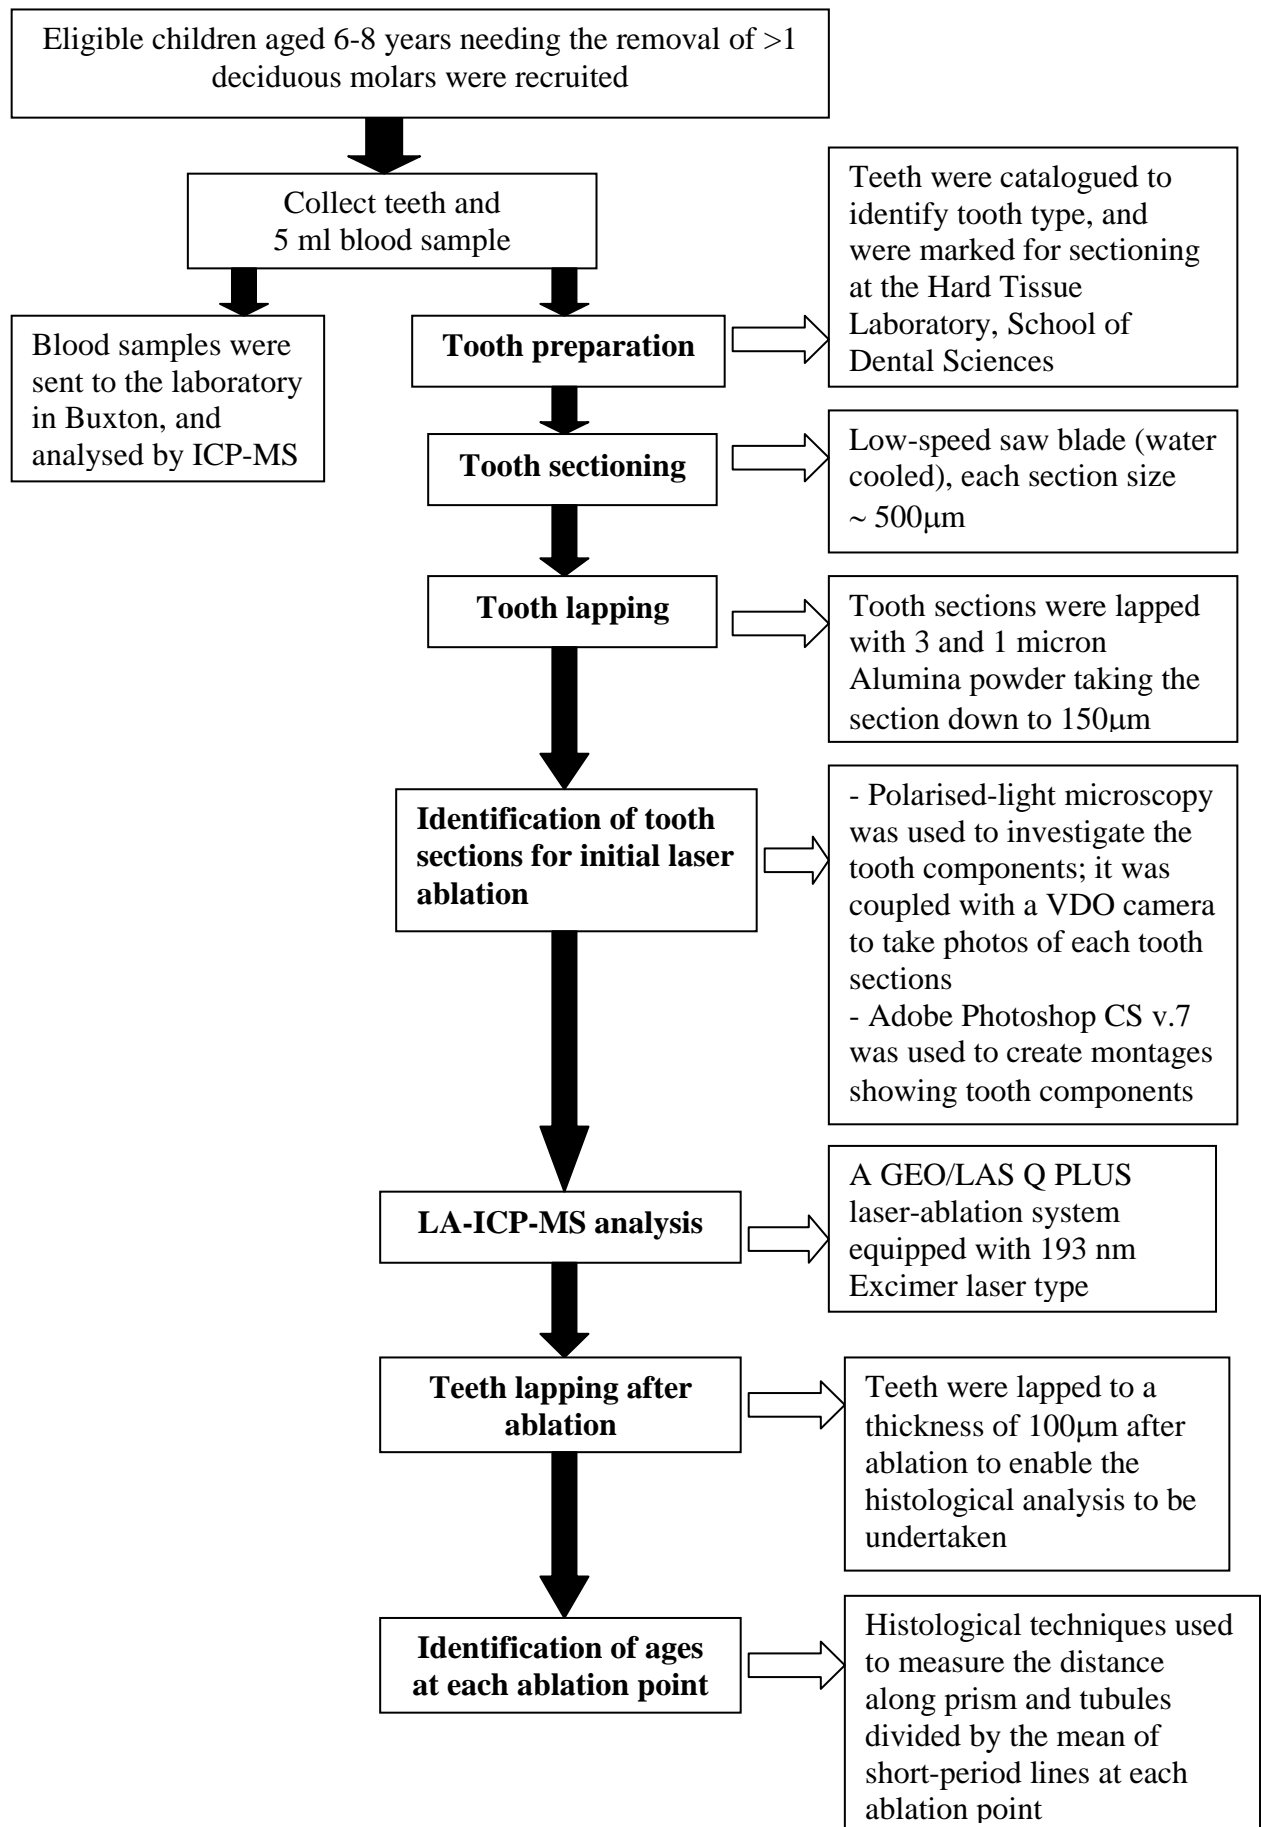 Eligible children aged 6-8 years needing the removal of >1
deciduous molars were recruited
Collect teeth and
5 ml blood sample
Blood samples were
sent to the laboratory
in Buxton, and
analysed by ICP-MS
Tooth preparation
Teeth were catalogued to
identify tooth type, and
were marked for sectioning
at the Hard Tissue
Laboratory, School of
Dental Sciences
Tooth sectioning
Low-speed saw blade (water
cooled), each section size
~ 500µm
Tooth lapping
Tooth sections were lapped
with 3 and 1 micron
Alumina powder taking the
section down to 150µm
Identification of tooth
sections for initial laser
ablation
- Polarised-light microscopy
was used to investigate the
tooth components; it was
coupled with a VDO camera
to take photos of each tooth
sections
- Adobe Photoshop CS v.7
was used to create montages
showing tooth components
LA-ICP-MS analysis
A GEO/LAS Q PLUS
laser-ablation system
equipped with 193 nm
Excimer laser type
Teeth lapping after
ablation
Teeth were lapped to a
thickness of 100µm after
ablation to enable the
histological analysis to be
undertaken
Identification of ages
at each ablation point
Histological techniques used
to measure the distance
along prism and tubules
divided by the mean of
short-period lines at each
ablation point